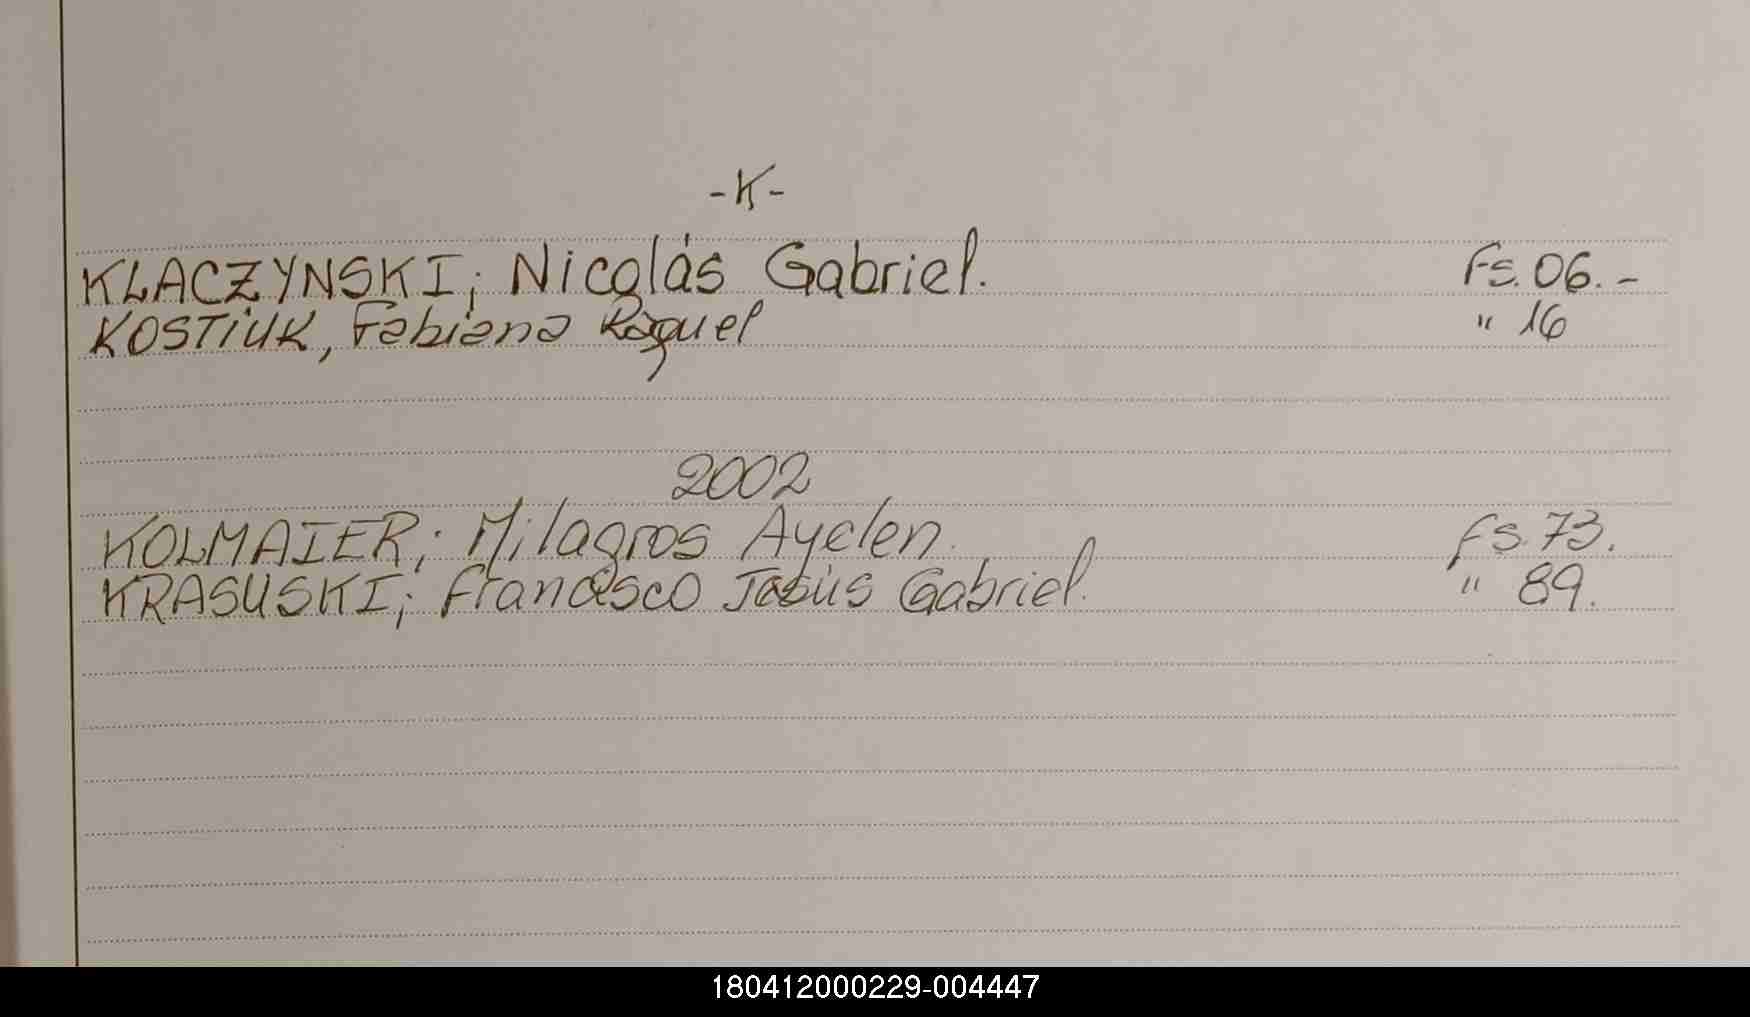 -K-
KLACZYNSKI; Nicolás Gabriel. Fs. 06. -
KOSTiUK, Fabiana Raquel " 16
2002
KOLMAIER; Milagros Ayelen. Fs. 73.
KRASUSKI; Francisco Jesús Gabriel. " 89.
180412000229-004447